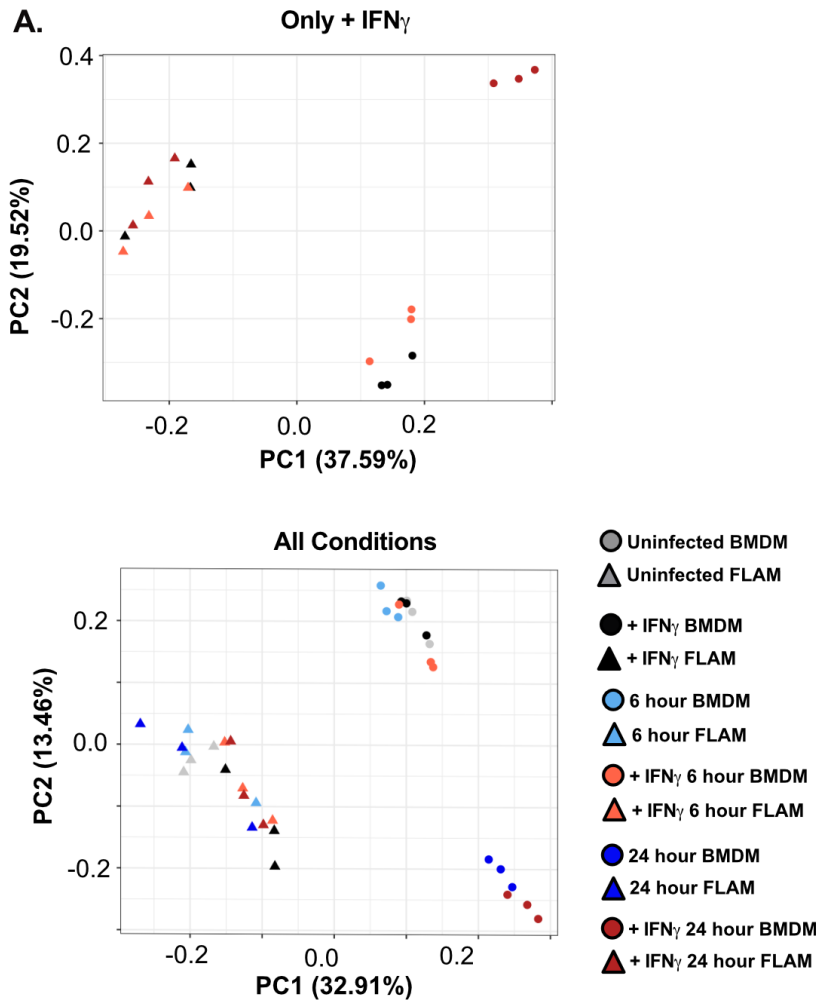 A.
Only + IFNγ
0.4
0.2
0.0
-0.2
PC2 (19.52%)
-0.2 0.0 0.2
PC1 (37.59%)
All Conditions
0.2
0.0
-0.2
PC2 (13.46%)
-0.2 0.0 0.2
PC1 (32.91%)
Uninfected BMDM
Uninfected FLAM
+ IFNγ BMDM
+ IFNγ FLAM
6 hour BMDM
6 hour FLAM
+ IFNγ 6 hour BMDM
+ IFNγ 6 hour FLAM
24 hour BMDM
24 hour FLAM
+ IFNγ 24 hour BMDM
+ IFNγ 24 hour FLAM